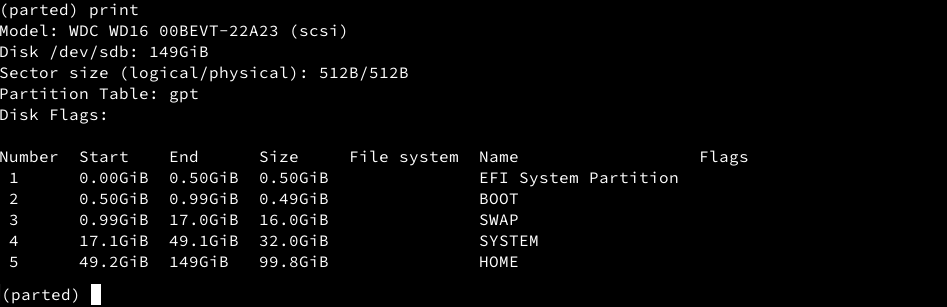 (parted) print
Model: WDC WD16 00BEVT-22A23 (scsi)
Disk /dev/sdb: 149GiB
Sector size (logical/physical): 512B/512B
Partition Table: gpt
Disk Flags:
Number  Start    End      Size     File system  Name                  Flags
 1      0.00GiB  0.50GiB  0.50GiB               EFI System Partition
 2      0.50GiB  0.99GiB  0.49GiB               BOOT
 3      0.99GiB  17.0GiB  16.0GiB               SWAP
 4      17.1GiB  49.1GiB  32.0GiB               SYSTEM
 5      49.2GiB  149GiB   99.8GiB               HOME
(parted)